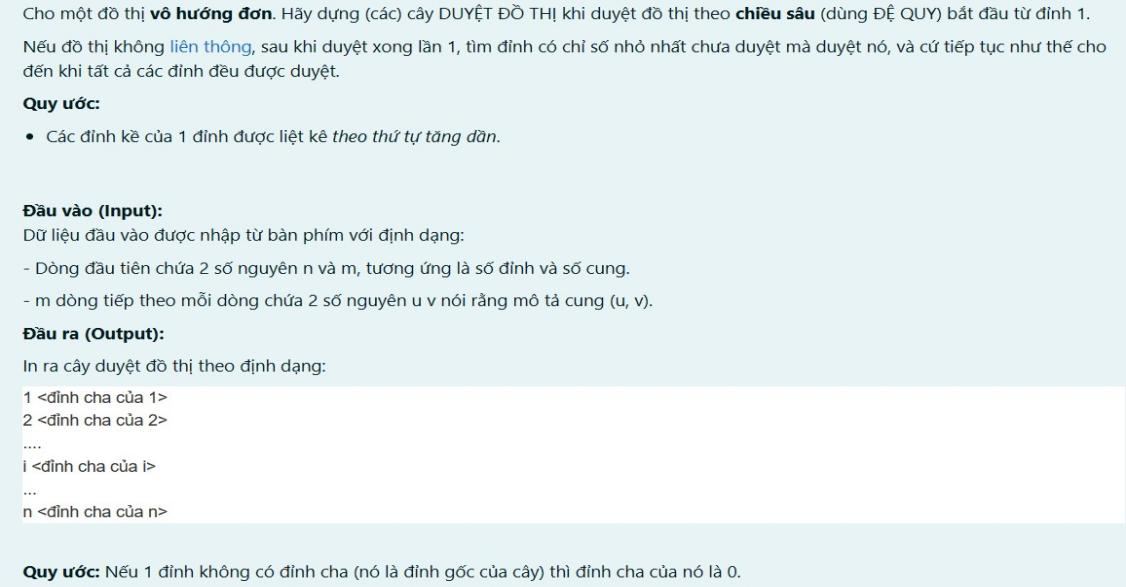 Cho một đồ thị vô hướng đơn. Hãy dựng (các) cây DUYỆT ĐỒ THỊ khi duyệt đồ thị theo chiều sâu (dùng ĐỆ QUY) bắt đầu từ đỉnh 1.
Nếu đồ thị không liên thông, sau khi duyệt xong lần 1, tìm đỉnh có chỉ số nhỏ nhất chưa duyệt mà duyệt nó, và cứ tiếp tục như thế cho
đến khi tất cả các đỉnh đều được duyệt.
Quy ước:
• Các đỉnh kề của 1 đỉnh được liệt kê theo thứ tự tăng dần.
Đầu vào (Input):
Dữ liệu đầu vào được nhập từ bàn phím với định dạng:
- Dòng đầu tiên chứa 2 số nguyên n và m, tương ứng là số đỉnh và số cung.
- m dòng tiếp theo mỗi dòng chứa 2 số nguyên u v nói rằng mô tả cung (u, v).
Đầu ra (Output):
In ra cây duyệt đồ thị theo định dạng:
1 <đỉnh cha của 1>
2 <đỉnh cha của 2>
....
i <đỉnh cha của i>
...
n <đỉnh cha của n>
Quy ước: Nếu 1 đỉnh không có đỉnh cha (nó là đỉnh gốc của cây) thì đỉnh cha của nó là 0.